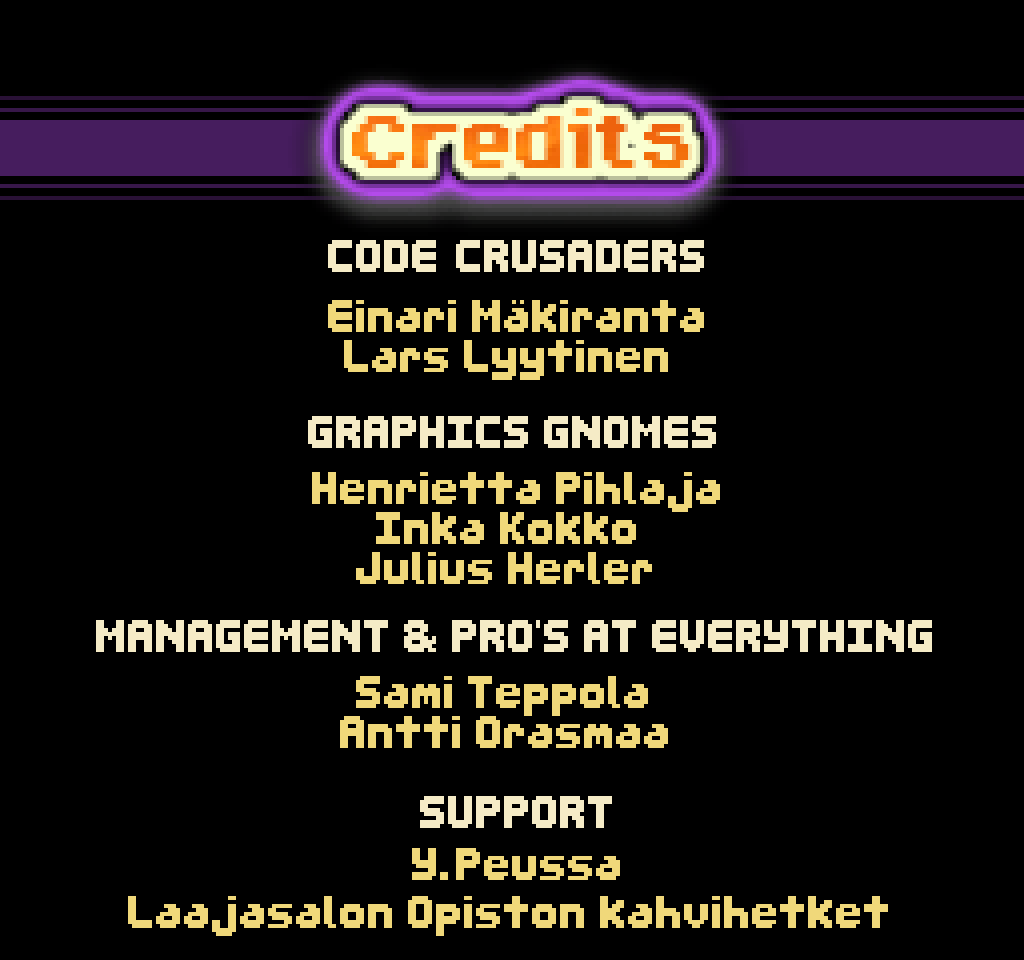 Credits
CODE CRUSADERS
Einari Mäkiranta
Lars Lyytinen
GRAPHICS GNOMES
Henrietta Pihlaja
Inka Kokko
Julius Herler
MANAGEMENT & PRO'S AT EVERYTHING
Sami Teppola
Antti Orasmaa
SUPPORT
Y.Peussa
Laajasalon Opiston Kahvihetket